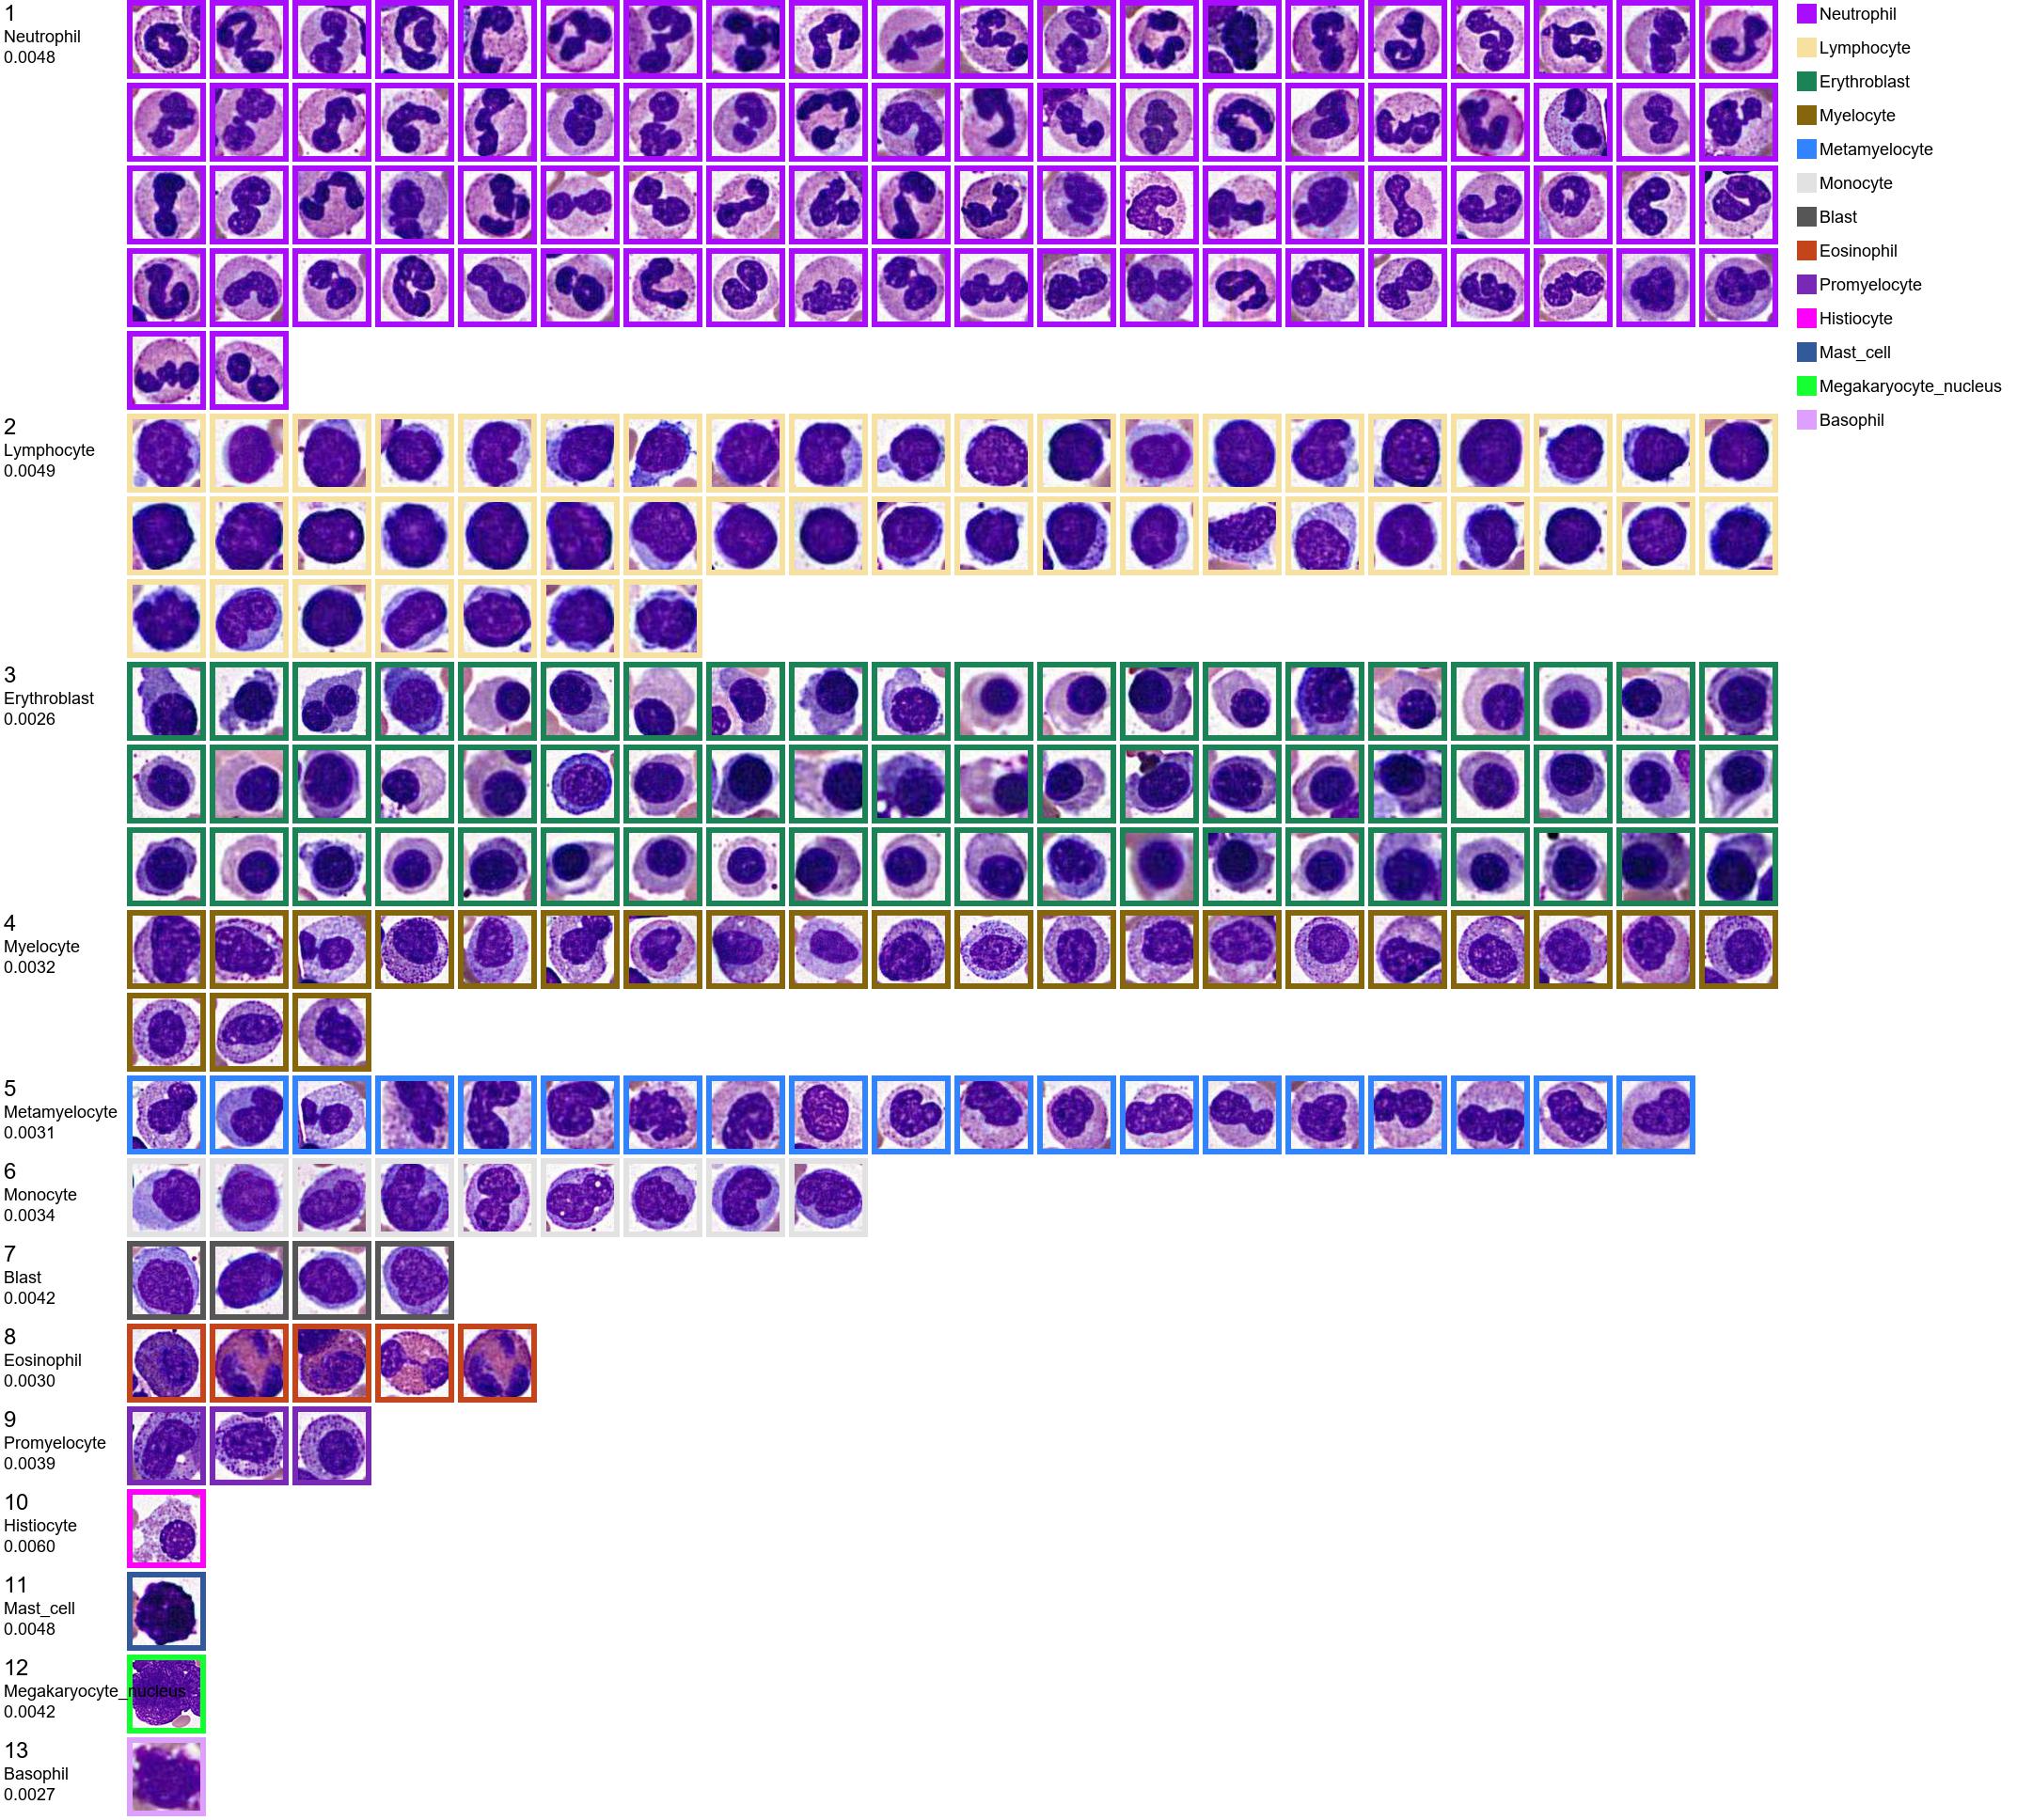 1
Neutrophil
0.0048
2
Lymphocyte
0.0049
3
Erythroblast
0.0026
4
Myelocyte
0.0032
5
Metamyelocyte
0.0031
6
Monocyte
0.0034
7
Blast
0.0042
8
Eosinophil
0.0030
9
Promyelocyte
0.0039
10
Histiocyte
0.0060
11
Mast_cell
0.0048
12
Megakaryocyte_nucleus
0.0042
13
Basophil
0.0027
Neutrophil
Lymphocyte
Erythroblast
Myelocyte
Metamyelocyte
Monocyte
Blast
Eosinophil
Promyelocyte
Histiocyte
Mast_cell
Megakaryocyte_nucleus
Basophil